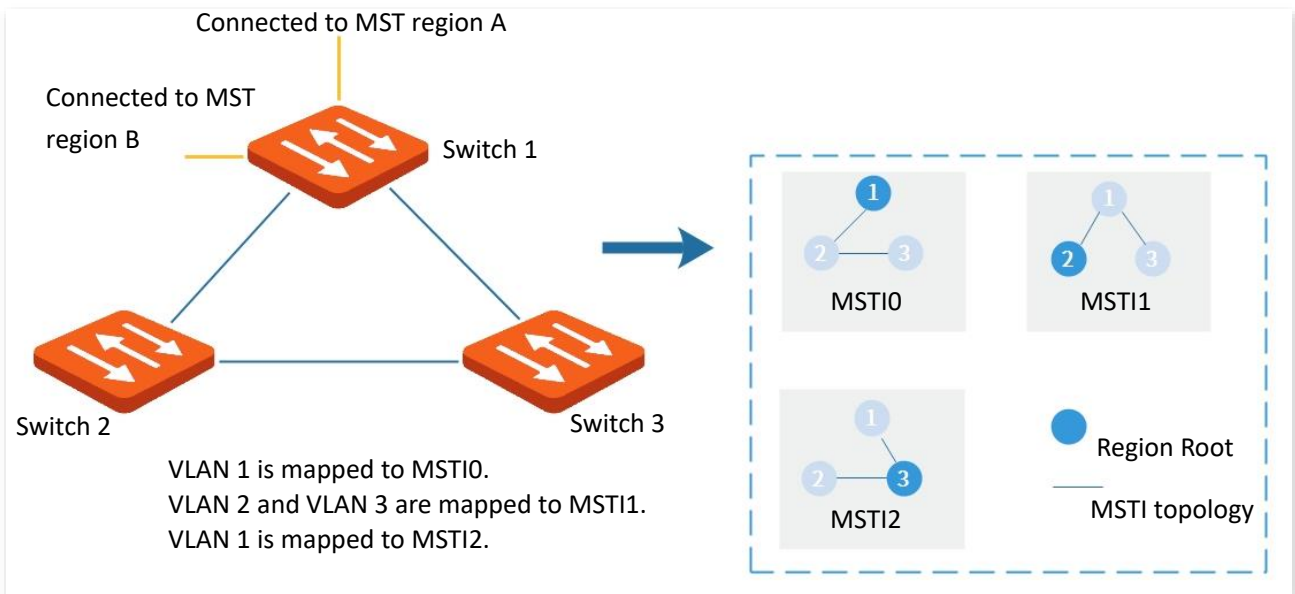 Connected to MST region A
Connected to MST
region B
Switch 1
Switch 2
Switch 3
VLAN 1 is mapped to MSTI0.
VLAN 2 and VLAN 3 are mapped to MSTI1.
VLAN 1 is mapped to MSTI2.
1
2
3
MSTI0
1
2
3
MSTI1
1
2
3
MSTI2
Region Root
MSTI topology